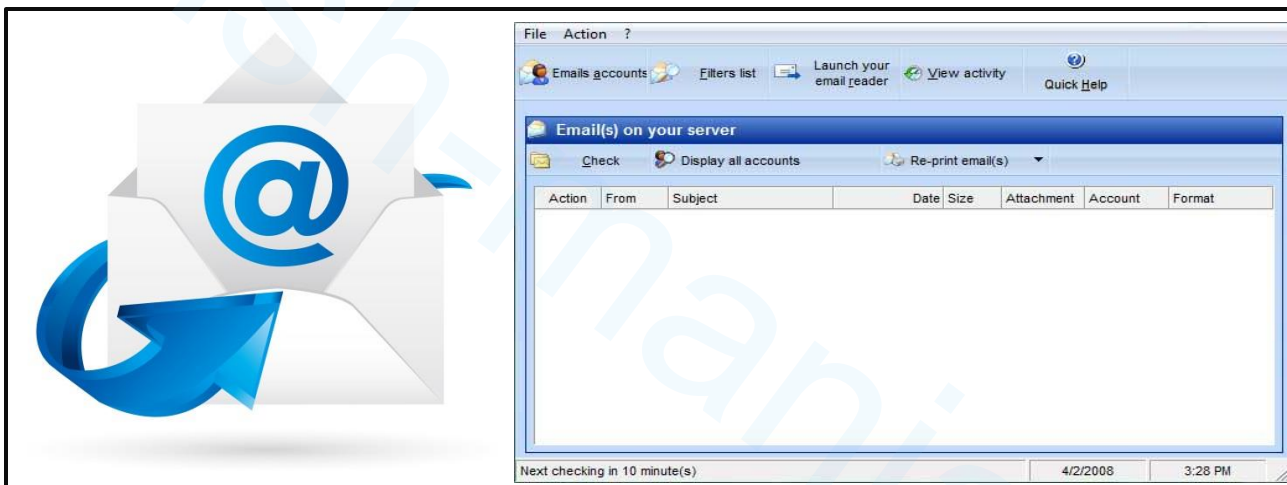 @
File Action ?
Emails accounts Filters list Launch your email reader View activity Quick Help
Email(s) on your server
Check Display all accounts Re-print email(s)
Action From Subject Date Size Attachment Account Format
Next checking in 10 minute(s) 4/2/2008 3:28 PM